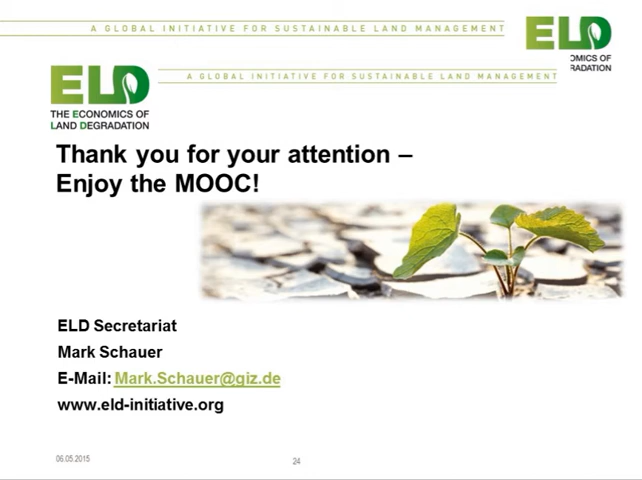 A GLOBAL INITIATIVE FOR SUSTAINABLE LAND MANAGEMENT
ELD
OMICS OF
RADATION
A GLOBAL INITIATIVE FOR SUSTAINABLE LAND MANAGEMENT
ELD
THE ECONOMICS OF
LAND DEGRADATION
Thank you for your attention –
Enjoy the MOOC!
ELD Secretariat
Mark Schauer
E-Mail: Mark.Schauer@giz.de
www.eld-initiative.org
06.05.2015
24